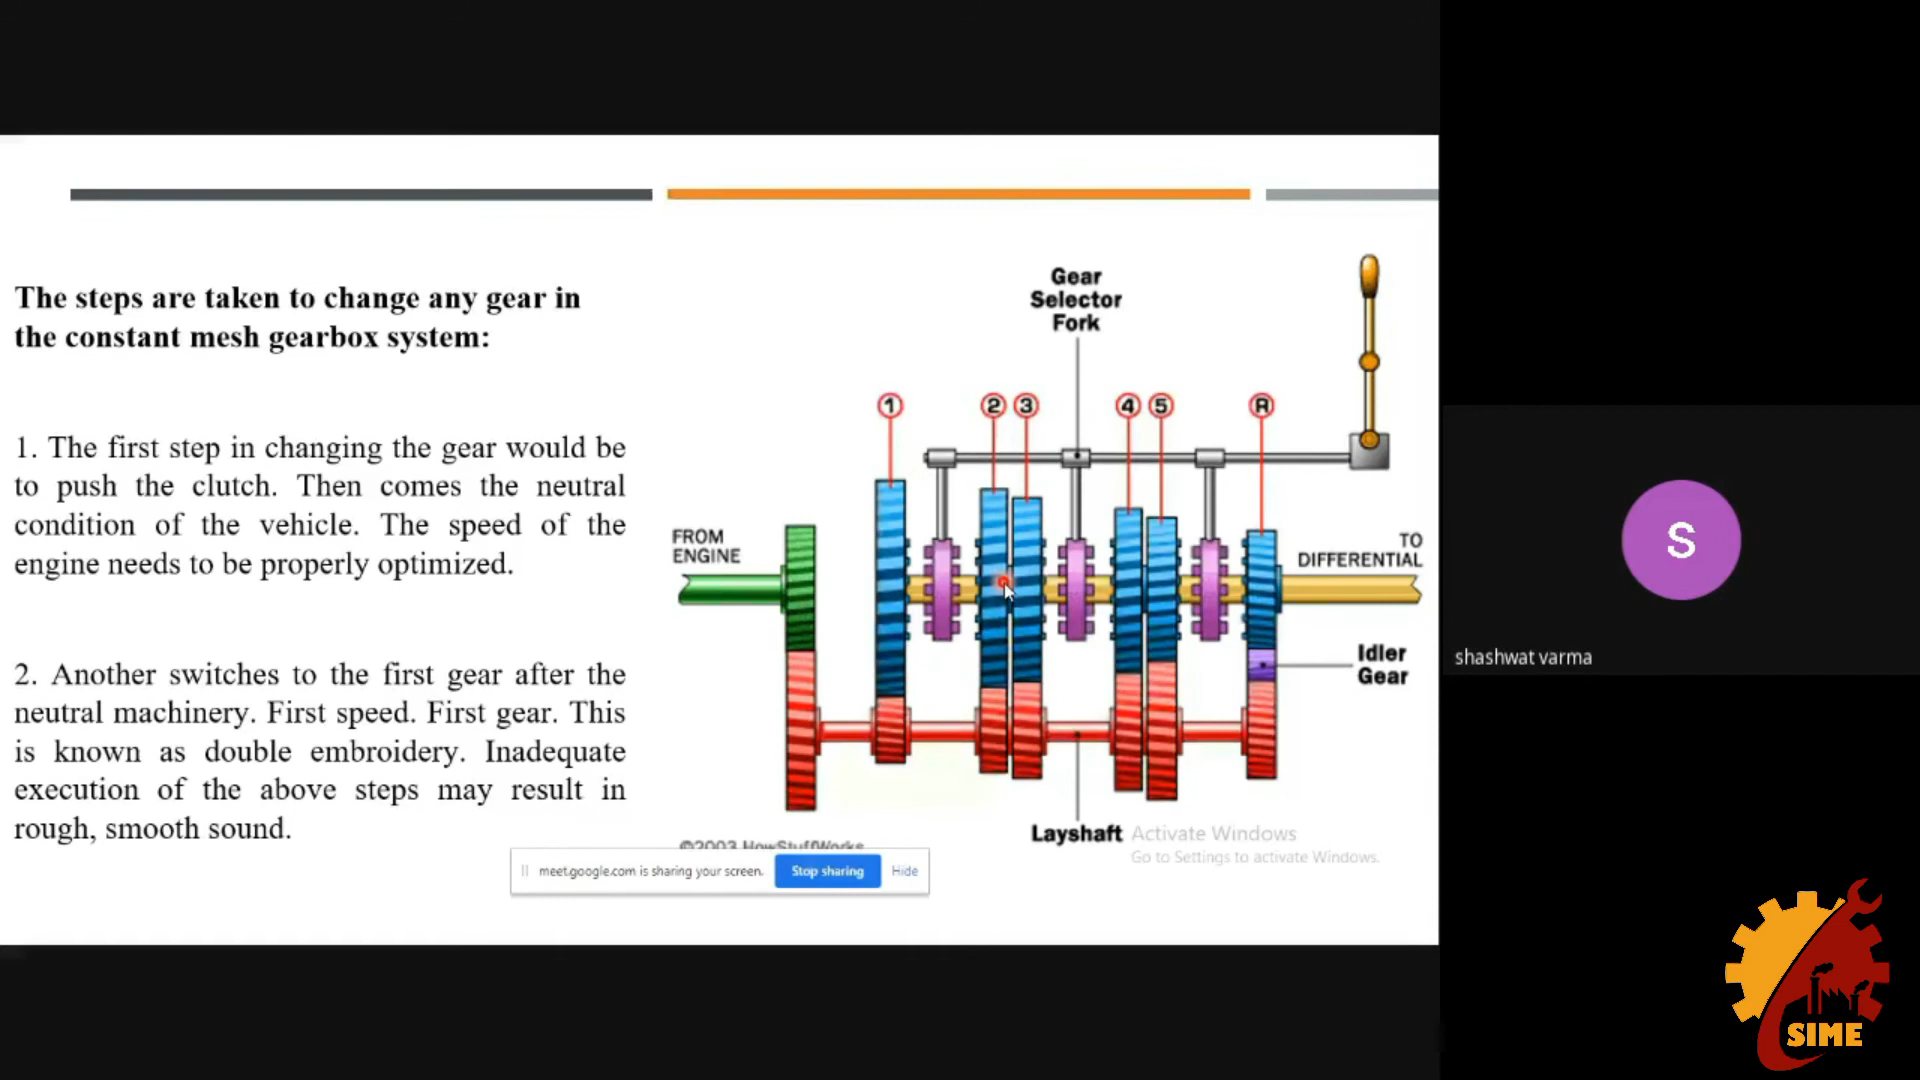 The steps are taken to change any gear in
the constant mesh gearbox system:
1. The first step in changing the gear would be
to push the clutch. Then comes the neutral
condition of the vehicle. The speed of the
engine needs to be properly optimized.
2. Another switches to the first gear after the
neutral machinery. First speed. First gear. This
is known as double embroidery. Inadequate
execution of the above steps may result in
rough, smooth sound.
Gear
Selector
Fork
1
2
3
4
5
R
FROM
ENGINE
TO
DIFFERENTIAL
Idler
Gear
Layshaft
©2003 HowStuffWorks
Activate Windows
Go to Settings to activate Windows.
meet.google.com is sharing your screen.
Stop sharing
Hide
S
shashwat varma
SIME